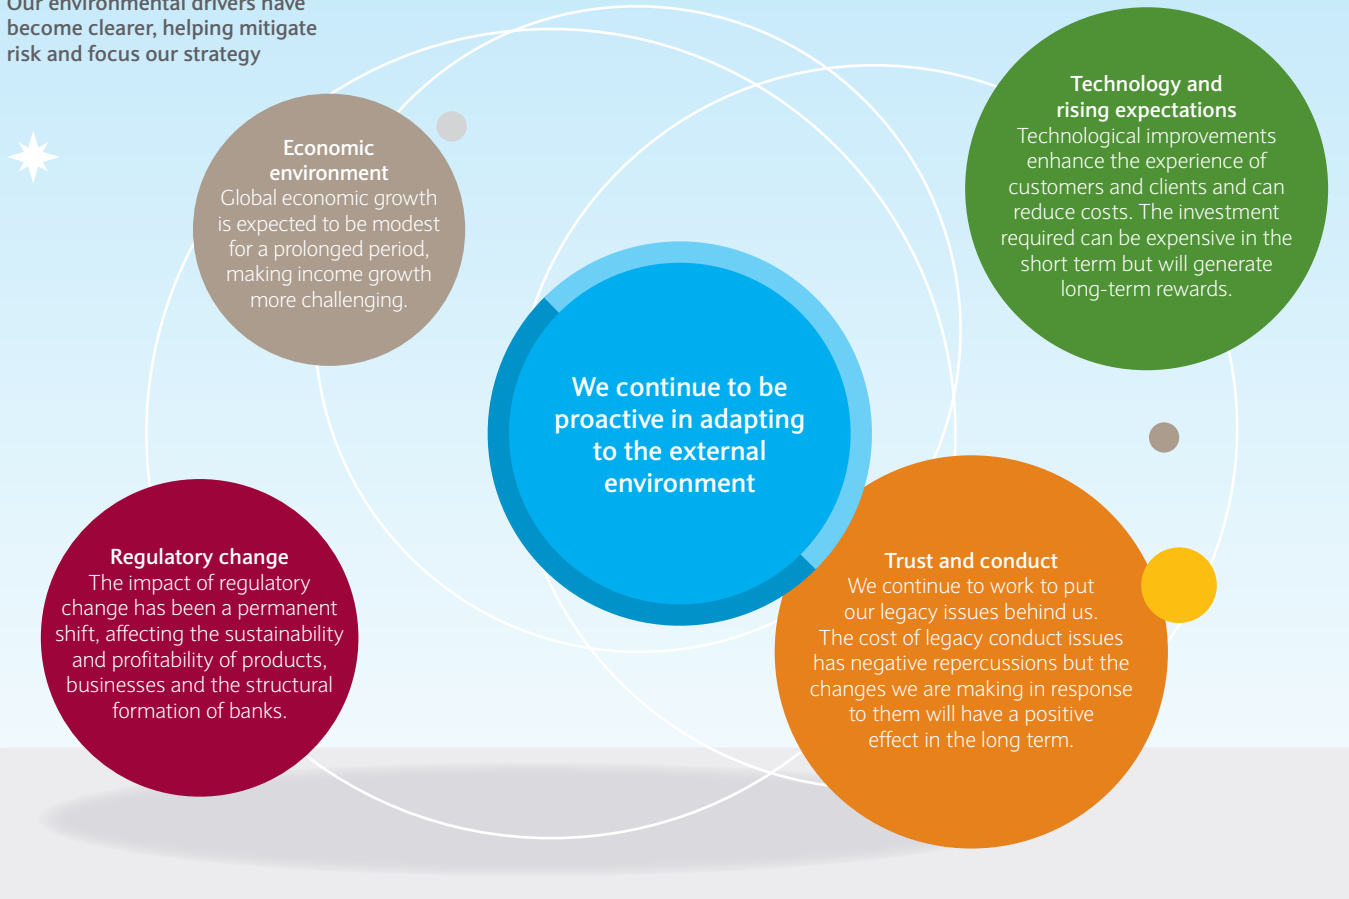 Our environmental drivers have
become clearer, helping mitigate
risk and focus our strategy
Economic
environment
Global economic growth
is expected to be modest
for a prolonged period,
making income growth
more challenging.
Technology and
rising expectations
Technological improvements
enhance the experience of
customers and clients and can
reduce costs. The investment
required can be expensive in the
short term but will generate
long-term rewards.
We continue to be
proactive in adapting
to the external
environment
Regulatory change
The impact of regulatory
change has been a permanent
shift, affecting the sustainability
and profitability of products,
businesses and the structural
formation of banks.
Trust and conduct
We continue to work to put
our legacy issues behind us.
The cost of legacy conduct issues
has negative repercussions but the
changes we are making in response
to them will have a positive
effect in the long term.